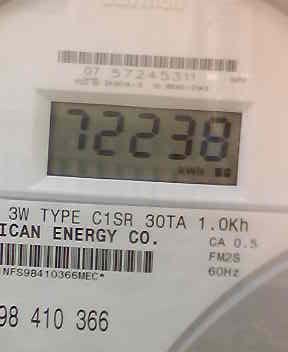 07 57245311
72238
kWh
3W TYPE C1SR 30TA 1.0Kh
ICAN ENERGY CO.
CA 0.5
FM2S
60Hz
NFS98410366MEC*
98 410 366